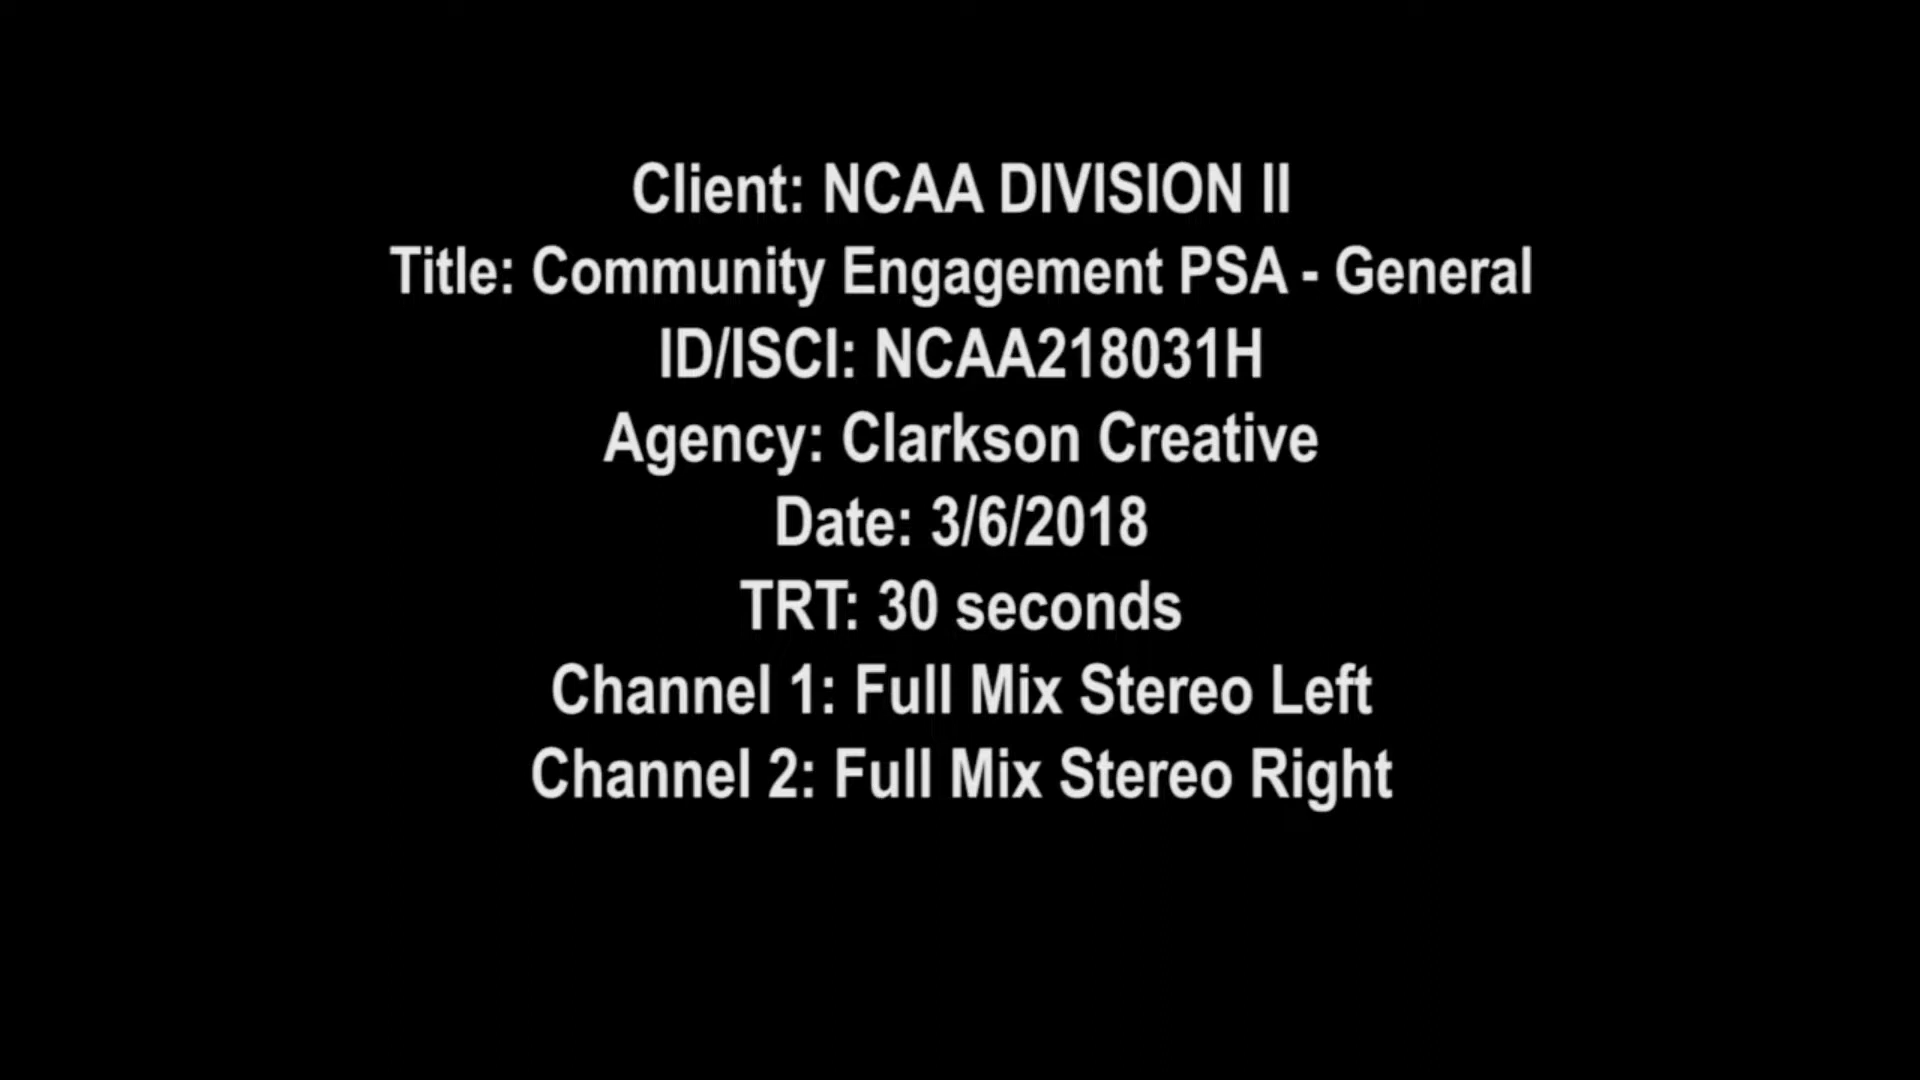 Client: NCAA DIVISION II
Title: Community Engagement PSA - General
ID/ISCI: NCAA218031H
Agency: Clarkson Creative
Date: 3/6/2018
TRT: 30 seconds
Channel 1: Full Mix Stereo Left
Channel 2: Full Mix Stereo Right